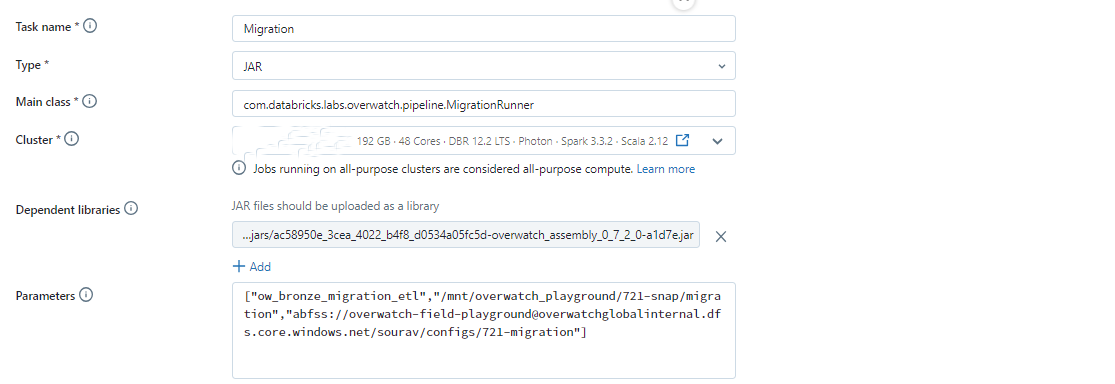 Task name *
Migration
Type *
JAR
Main class *
com.databricks.labs.overwatch.pipeline.MigrationRunner
Cluster *
192 GB · 48 Cores · DBR 12.2 LTS · Photon · Spark 3.3.2 · Scala 2.12
Jobs running on all-purpose clusters are considered all-purpose compute. Learn more
Dependent libraries
JAR files should be uploaded as a library
...jars/ac58950e_3cea_4022_b4f8_d0534a05fc5d-overwatch_assembly_0_7_2_0-a1d7e.jar
+ Add
Parameters
["ow_bronze_migration_etl","/mnt/overwatch_playground/721-snap/migra
tion","abfss://overwatch-field-playground@overwatchglobalinternal.df
s.core.windows.net/sourav/configs/721-migration"]